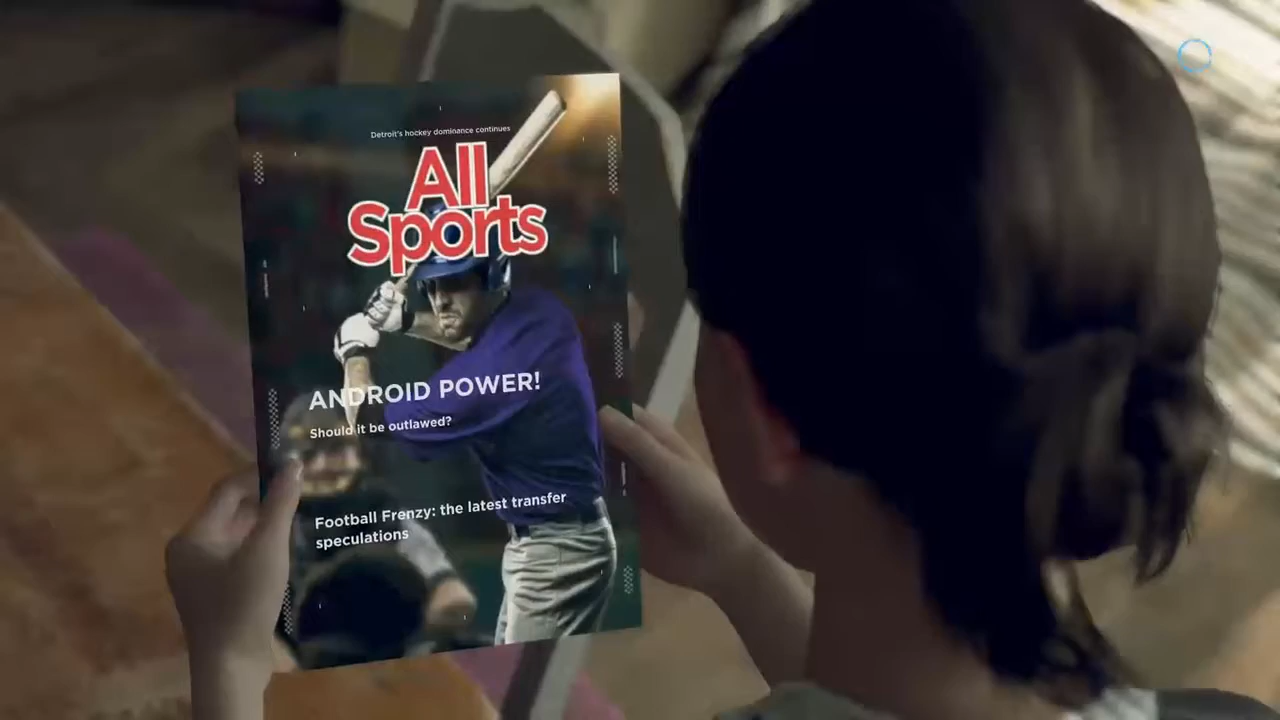 Detroit's hockey dominance continues
All
Sports
ANDROID POWER!
Should it be outlawed?
Football Frenzy: the latest transfer
speculations